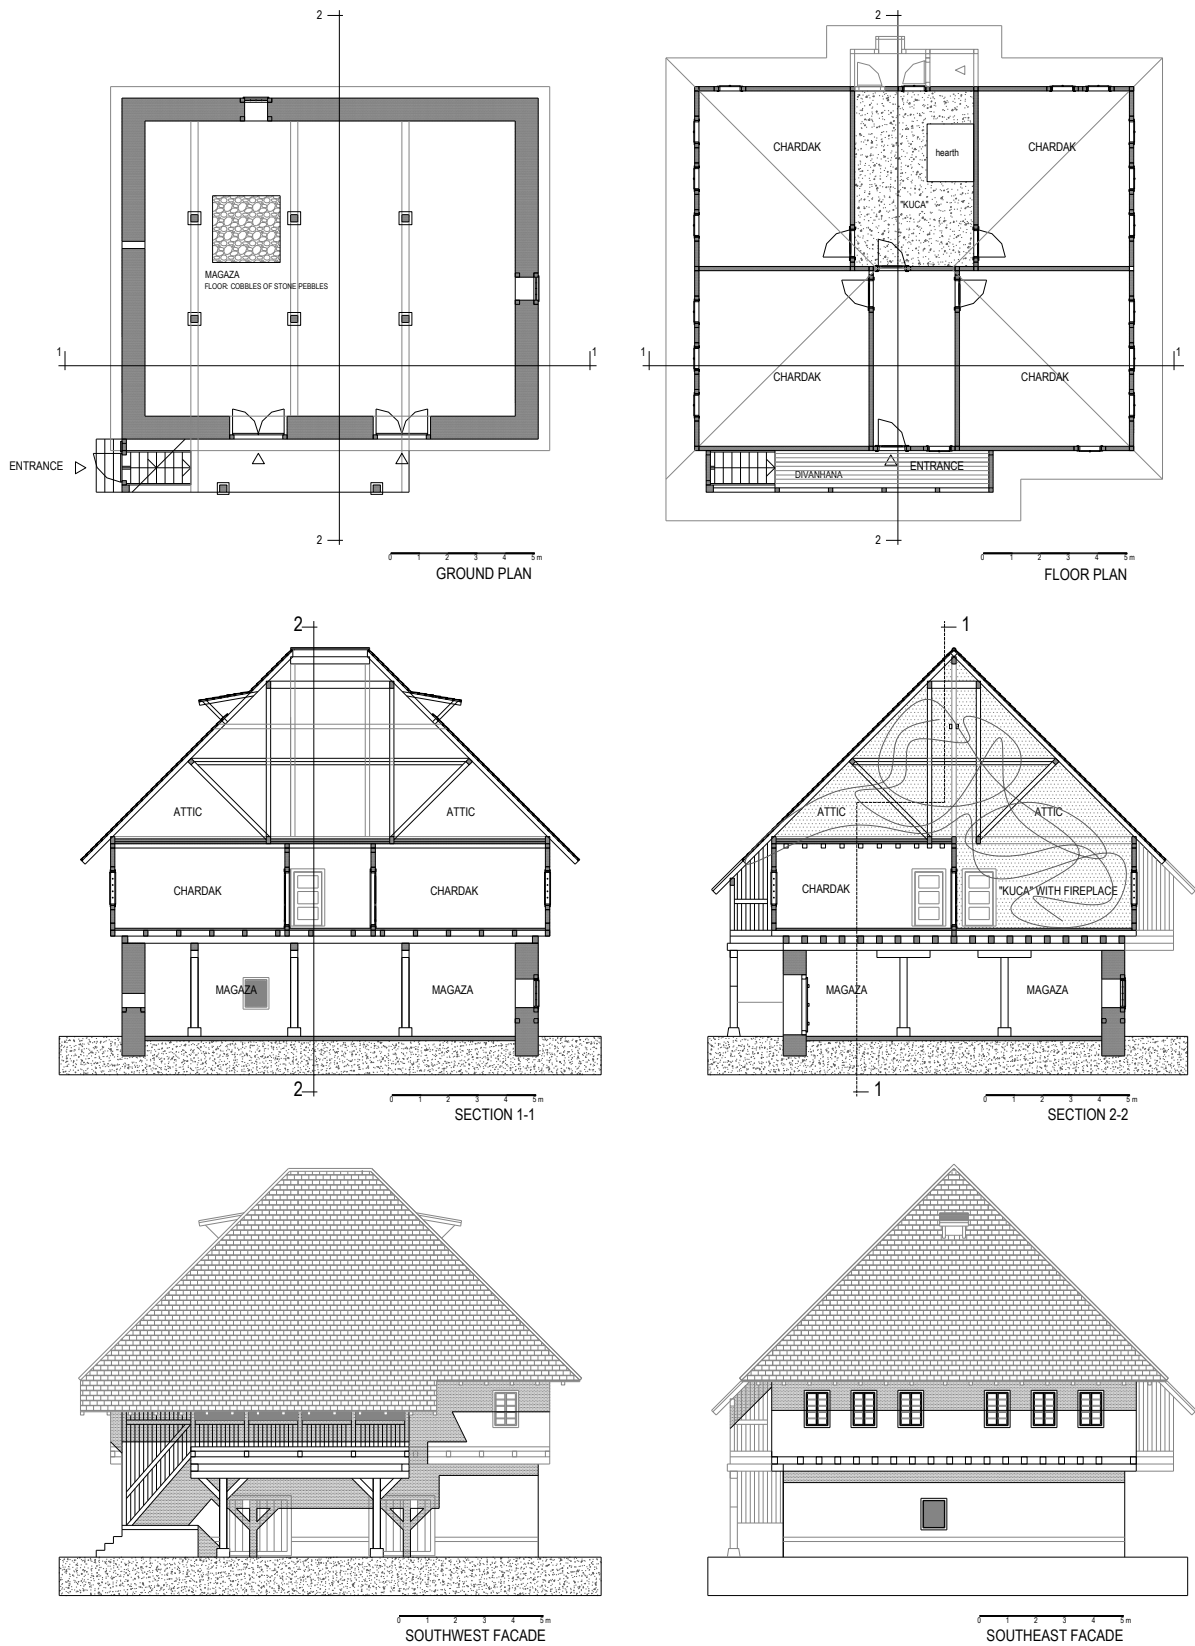 2
2
CHARDAK
CHARDAK
hearth
"KUCA"
MAGAZA
FLOOR: COBBLES OF STONE PEBBLES
1
1
1
1
CHARDAK
CHARDAK
ENTRANCE
ENTRANCE
DIVANHANA
2
2
0 1 2 3 4 5 m
GROUND PLAN
0 1 2 3 4 5 m
FLOOR PLAN
2
1
ATTIC
ATTIC
ATTIC
ATTIC
CHARDAK
CHARDAK
CHARDAK
"KUCA" WITH FIREPLACE
MAGAZA
MAGAZA
MAGAZA
MAGAZA
2
1
0 1 2 3 4 5 m
SECTION 1-1
0 1 2 3 4 5 m
SECTION 2-2
0 1 2 3 4 5 m
SOUTHWEST FACADE
0 1 2 3 4 5 m
SOUTHEAST FACADE